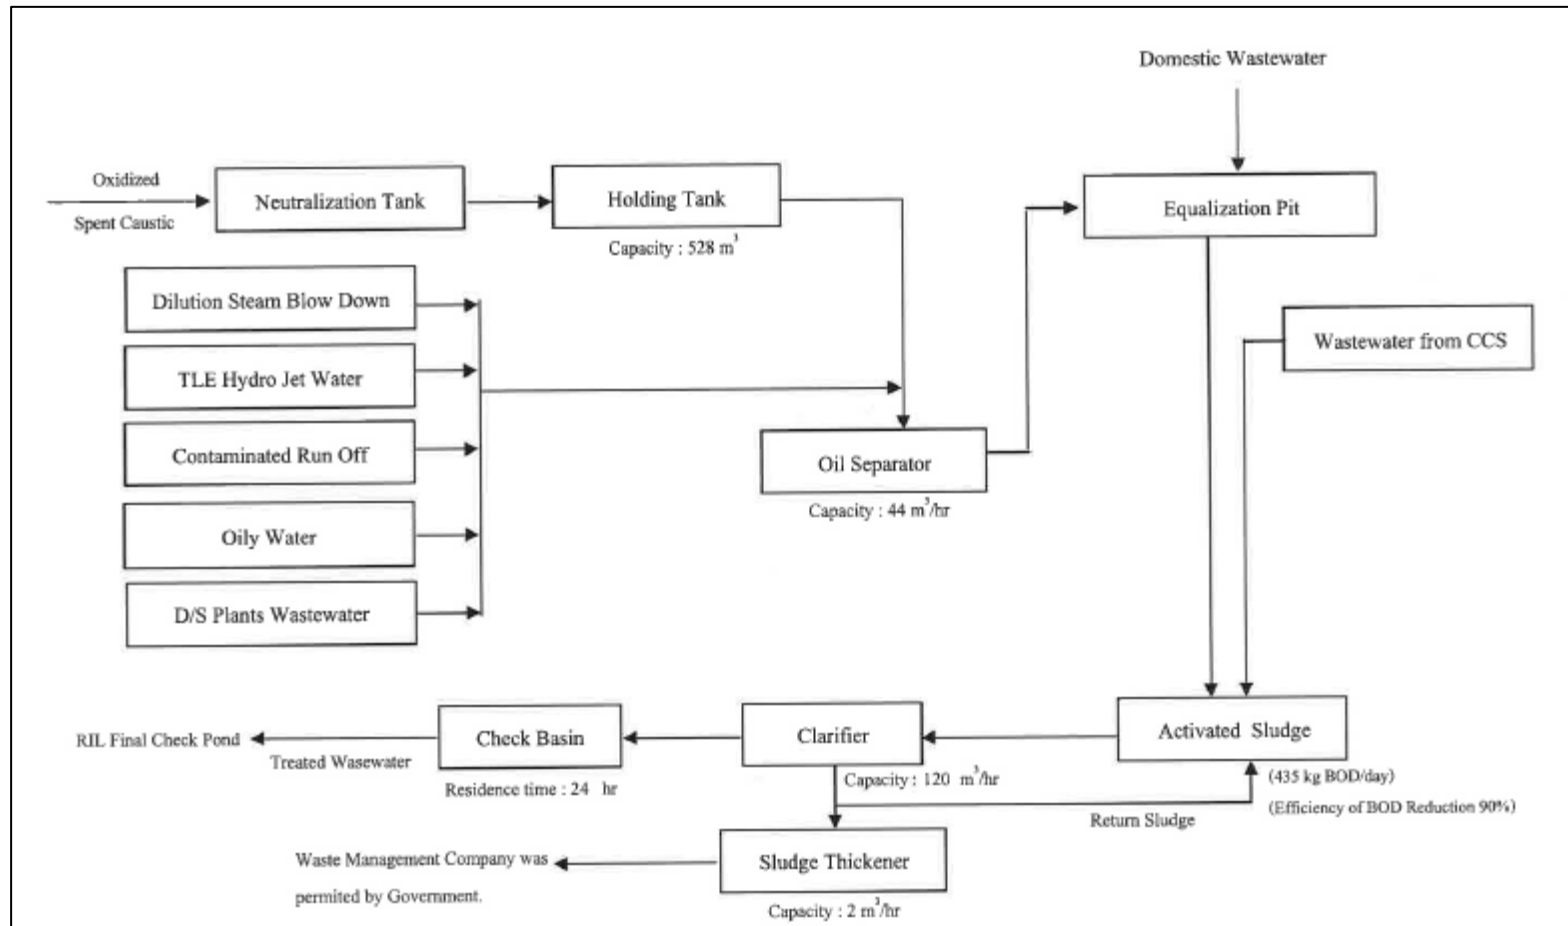 Domestic Wastewater
Oxidized
Spent Caustic
Neutralization Tank
Holding Tank
Capacity : 528 m³
Equalization Pit
Dilution Steam Blow Down
TLE Hydro Jet Water
Contaminated Run Off
Oily Water
D/S Plants Wastewater
Wastewater from CCS
Oil Separator
Capacity : 44 m³/hr
RIL Final Check Pond
Treated Wasewater
Check Basin
Residence time : 24 hr
Clarifier
Capacity : 120 m³/hr
Activated Sludge
(435 kg BOD/day)
(Efficiency of BOD Reduction 90%)
Return Sludge
Waste Management Company was
permited by Government.
Sludge Thickener
Capacity : 2 m³/hr